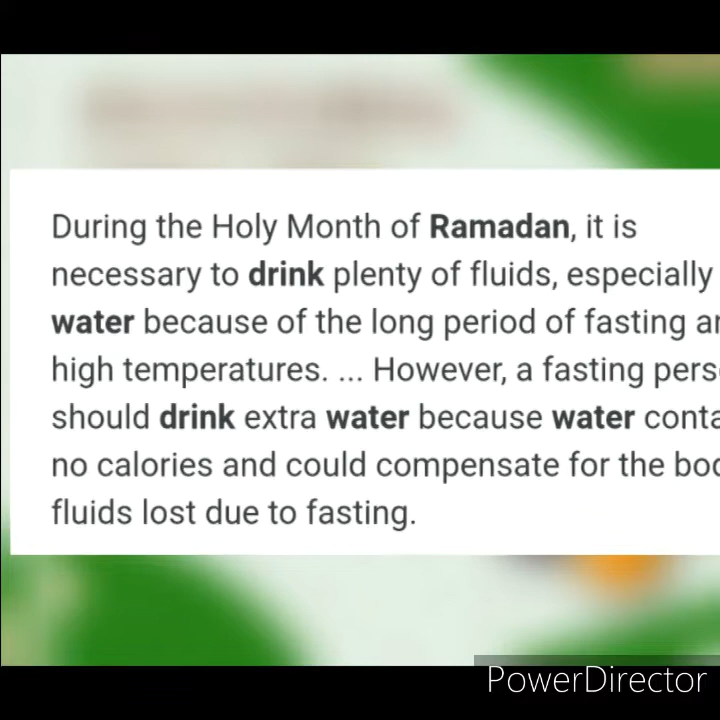 During the Holy Month of Ramadan, it is
necessary to drink plenty of fluids, especially
water because of the long period of fasting
high temperatures. ... However, a fasting
should drink extra water because water
no calories and could compensate for the
fluids lost due to fasting.
PowerDirector